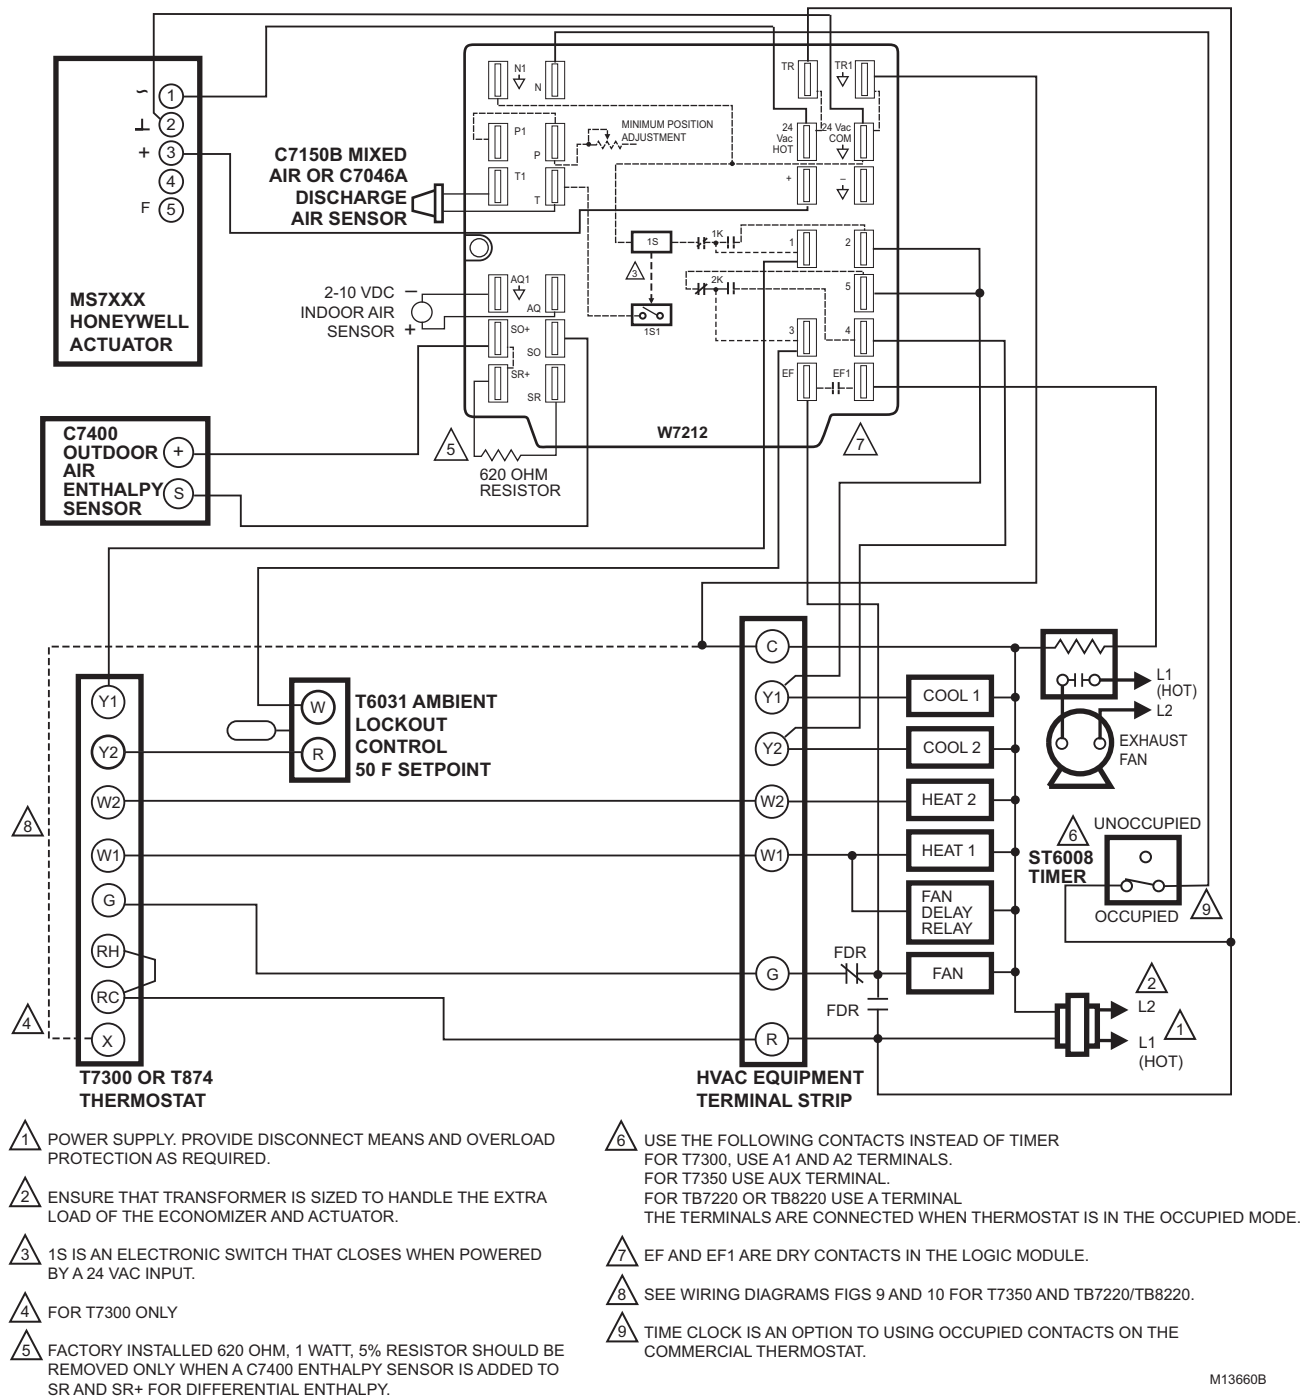 MS7XXX
HONEYWELL
ACTUATOR
~
1
⊥
2
+
3
4
F
5
C7150B MIXED
AIR OR C7046A
DISCHARGE
AIR SENSOR
2-10 VDC
INDOOR AIR
SENSOR
–
+
N1
N
P1
P
T1
T
MINIMUM POSITION
ADJUSTMENT
TR
TR1
24
Vac
HOT
24 Vac
COM
+
–
1S
1K
3
2K
1S1
1
2
5
3
4
EF
EF1
AQ1
AQ
SO+
SO
SR+
SR
W7212
5
620 OHM
RESISTOR
7
C7400
OUTDOOR
AIR
ENTHALPY
SENSOR
+
S
Y1
Y2
W2
W1
G
RH
RC
X
8
4
T7300 OR T874
THERMOSTAT
W
R
T6031 AMBIENT
LOCKOUT
CONTROL
50 F SETPOINT
C
Y1
Y2
W2
W1
G
R
HVAC EQUIPMENT
TERMINAL STRIP
COOL 1
COOL 2
HEAT 2
HEAT 1
FAN
DELAY
RELAY
FAN
FDR
FDR
L1
(HOT)
L2
EXHAUST
FAN
6
UNOCCUPIED
ST6008
TIMER
OCCUPIED
9
2
L2
1
L1
(HOT)
1 POWER SUPPLY. PROVIDE DISCONNECT MEANS AND OVERLOAD
PROTECTION AS REQUIRED.
2 ENSURE THAT TRANSFORMER IS SIZED TO HANDLE THE EXTRA
LOAD OF THE ECONOMIZER AND ACTUATOR.
3 1S IS AN ELECTRONIC SWITCH THAT CLOSES WHEN POWERED
BY A 24 VAC INPUT.
4 FOR T7300 ONLY
5 FACTORY INSTALLED 620 OHM, 1 WATT, 5% RESISTOR SHOULD BE
REMOVED ONLY WHEN A C7400 ENTHALPY SENSOR IS ADDED TO
SR AND SR+ FOR DIFFERENTIAL ENTHALPY.
6 USE THE FOLLOWING CONTACTS INSTEAD OF TIMER
FOR T7300, USE A1 AND A2 TERMINALS.
FOR T7350 USE AUX TERMINAL.
FOR TB7220 OR TB8220 USE A TERMINAL
THE TERMINALS ARE CONNECTED WHEN THERMOSTAT IS IN THE OCCUPIED MODE.
7 EF AND EF1 ARE DRY CONTACTS IN THE LOGIC MODULE.
8 SEE WIRING DIAGRAMS FIGS 9 AND 10 FOR T7350 AND TB7220/TB8220.
9 TIME CLOCK IS AN OPTION TO USING OCCUPIED CONTACTS ON THE
COMMERCIAL THERMOSTAT.
M13660B